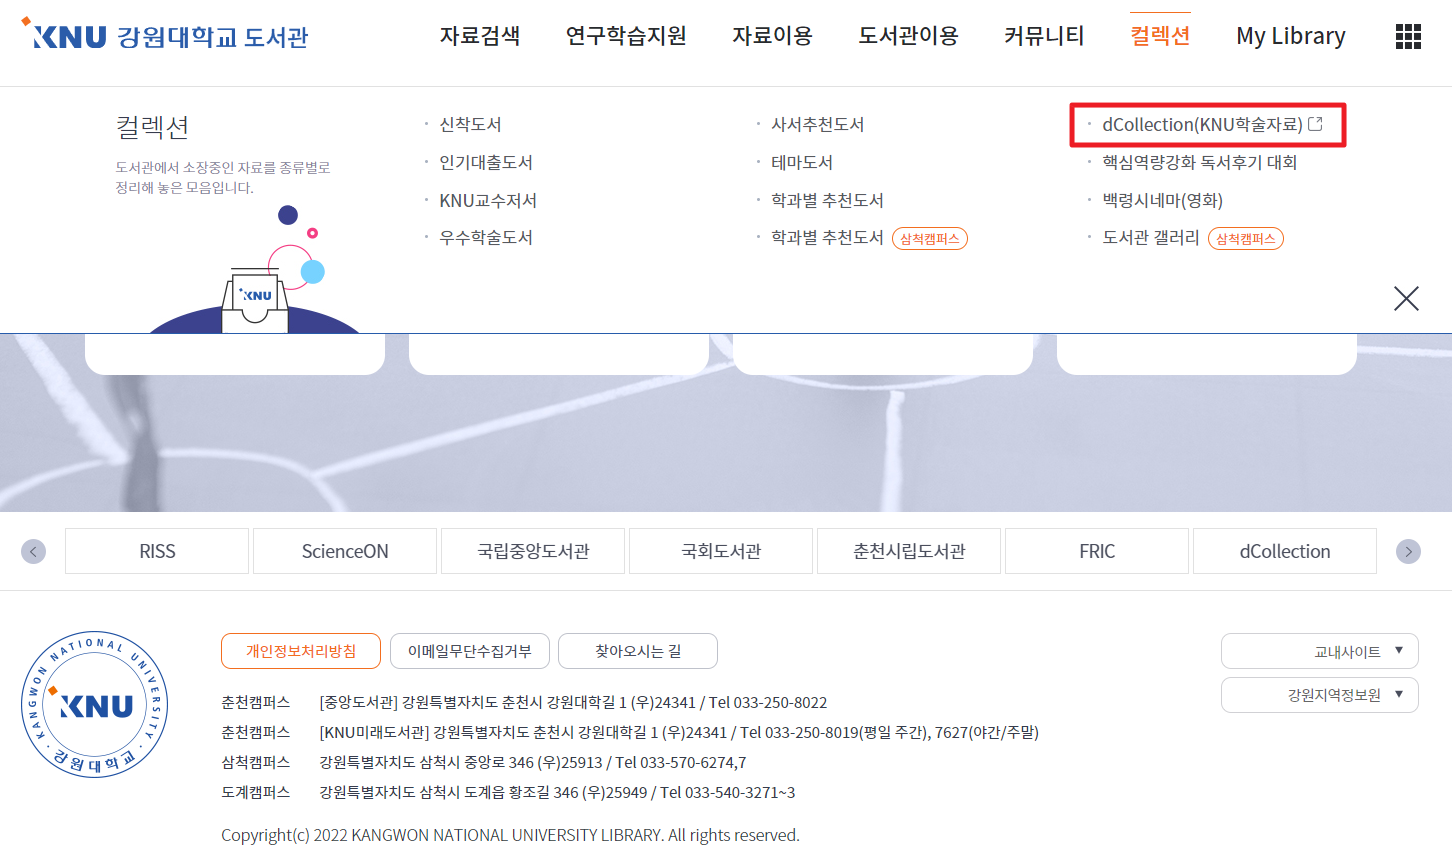 KNU 강원대학교 도서관
자료검색 연구학습지원 자료이용 도서관이용 커뮤니티 컬렉션 My Library
컬렉션
도서관에서 소장중인 자료를 종류별로
정리해 놓은 모음입니다.
KNU
신착도서
인기대출도서
KNU교수저서
우수학술도서
사서추천도서
테마도서
학과별 추천도서
학과별 추천도서 삼척캠퍼스
dCollection(KNU학술자료)
핵심역량강화 독서후기 대회
백령시네마(영화)
도서관 갤러리 삼척캠퍼스
RISS ScienceON 국립중앙도서관 국회도서관 춘천시립도서관 FRIC dCollection
KANGWON NATIONAL UNIVERSITY
KNU
강원대학교
개인정보처리방침 이메일무단수집거부 찾아오시는 길
교내사이트
강원지역정보원
춘천캠퍼스 [중앙도서관] 강원특별자치도 춘천시 강원대학길 1 (우)24341 / Tel 033-250-8022
춘천캠퍼스 [KNU미래도서관] 강원특별자치도 춘천시 강원대학길 1 (우)24341 / Tel 033-250-8019(평일 주간), 7627(야간/주말)
삼척캠퍼스 강원특별자치도 삼척시 중앙로 346 (우)25913 / Tel 033-570-6274,7
도계캠퍼스 강원특별자치도 삼척시 도계읍 황조길 346 (우)25949 / Tel 033-540-3271~3
Copyright(c) 2022 KANGWON NATIONAL UNIVERSITY LIBRARY. All rights reserved.